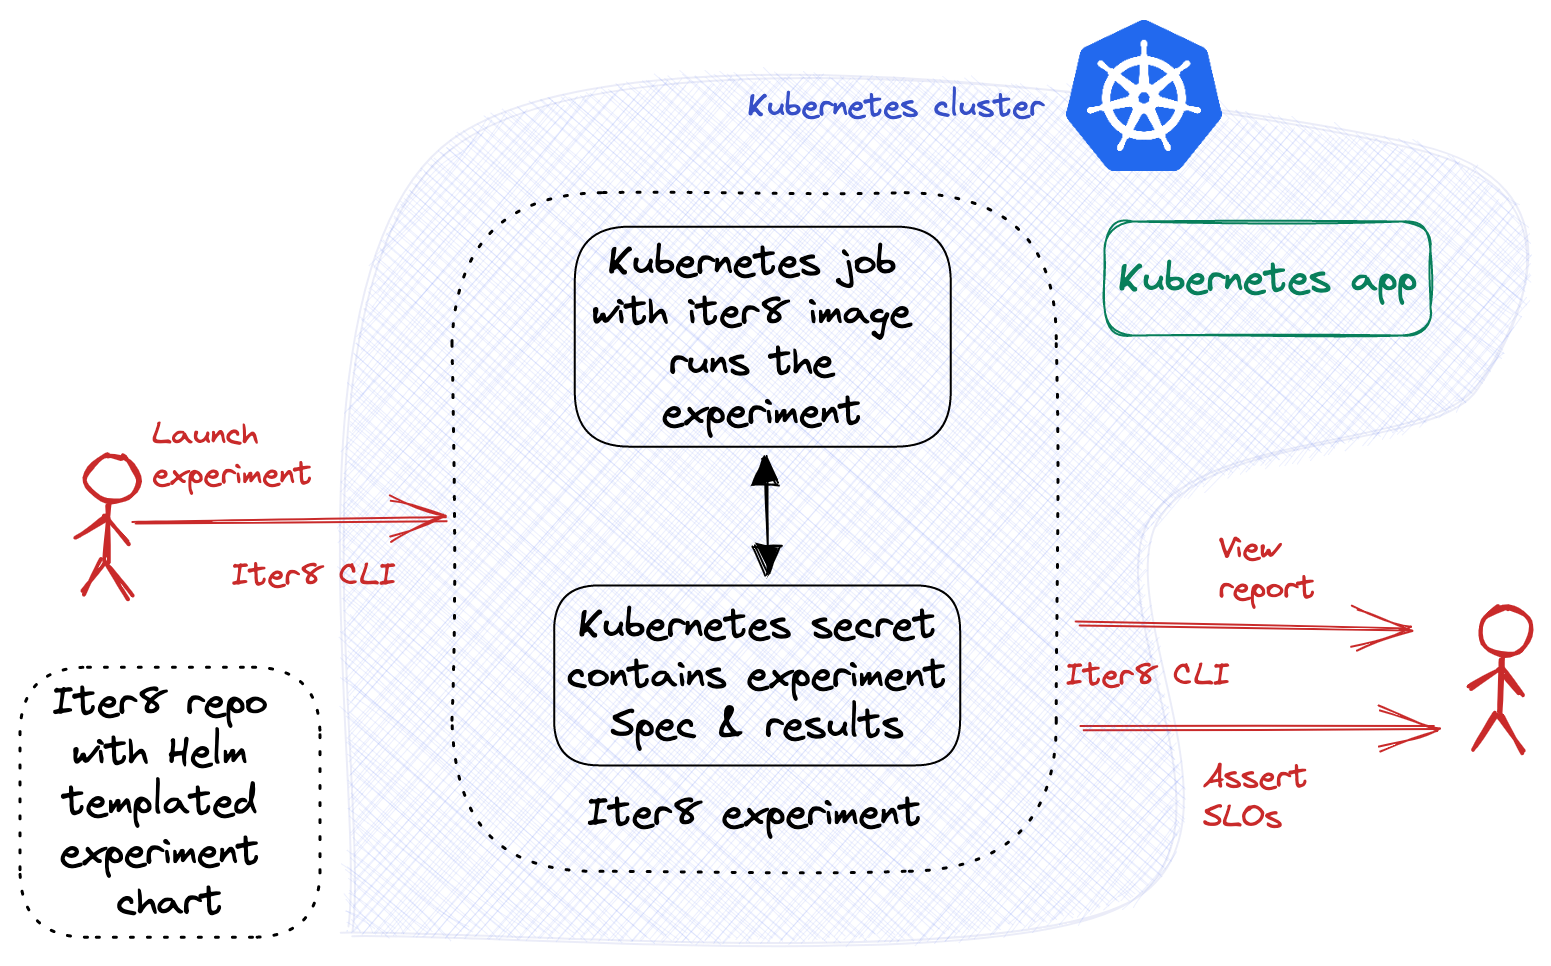 Kubernetes cluster
Kubernetes job
with iter8 image
runs the
experiment
Kubernetes app
Launch
experiment
Iter8 CLI
Kubernetes secret
contains experiment
Spec & results
Iter8 experiment
View
report
Iter8 CLI
Assert
SLOs
Iter8 repo
with Helm
templated
experiment
chart